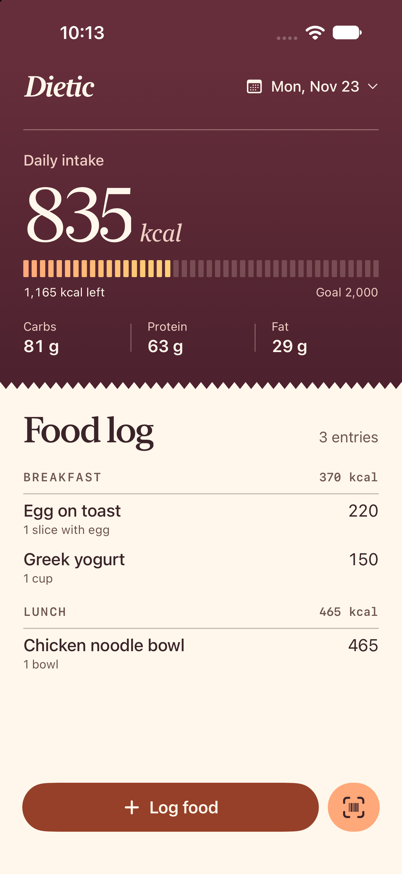 10:13
Dietic
Mon, Nov 23
Daily intake
835 kcal
1,165 kcal left
Goal 2,000
Carbs
Protein
Fat
81 g
63 g
29 g
Food log
3 entries
BREAKFAST
370 kcal
Egg on toast
220
1 slice with egg
Greek yogurt
150
1 cup
LUNCH
465 kcal
Chicken noodle bowl
465
1 bowl
+ Log food